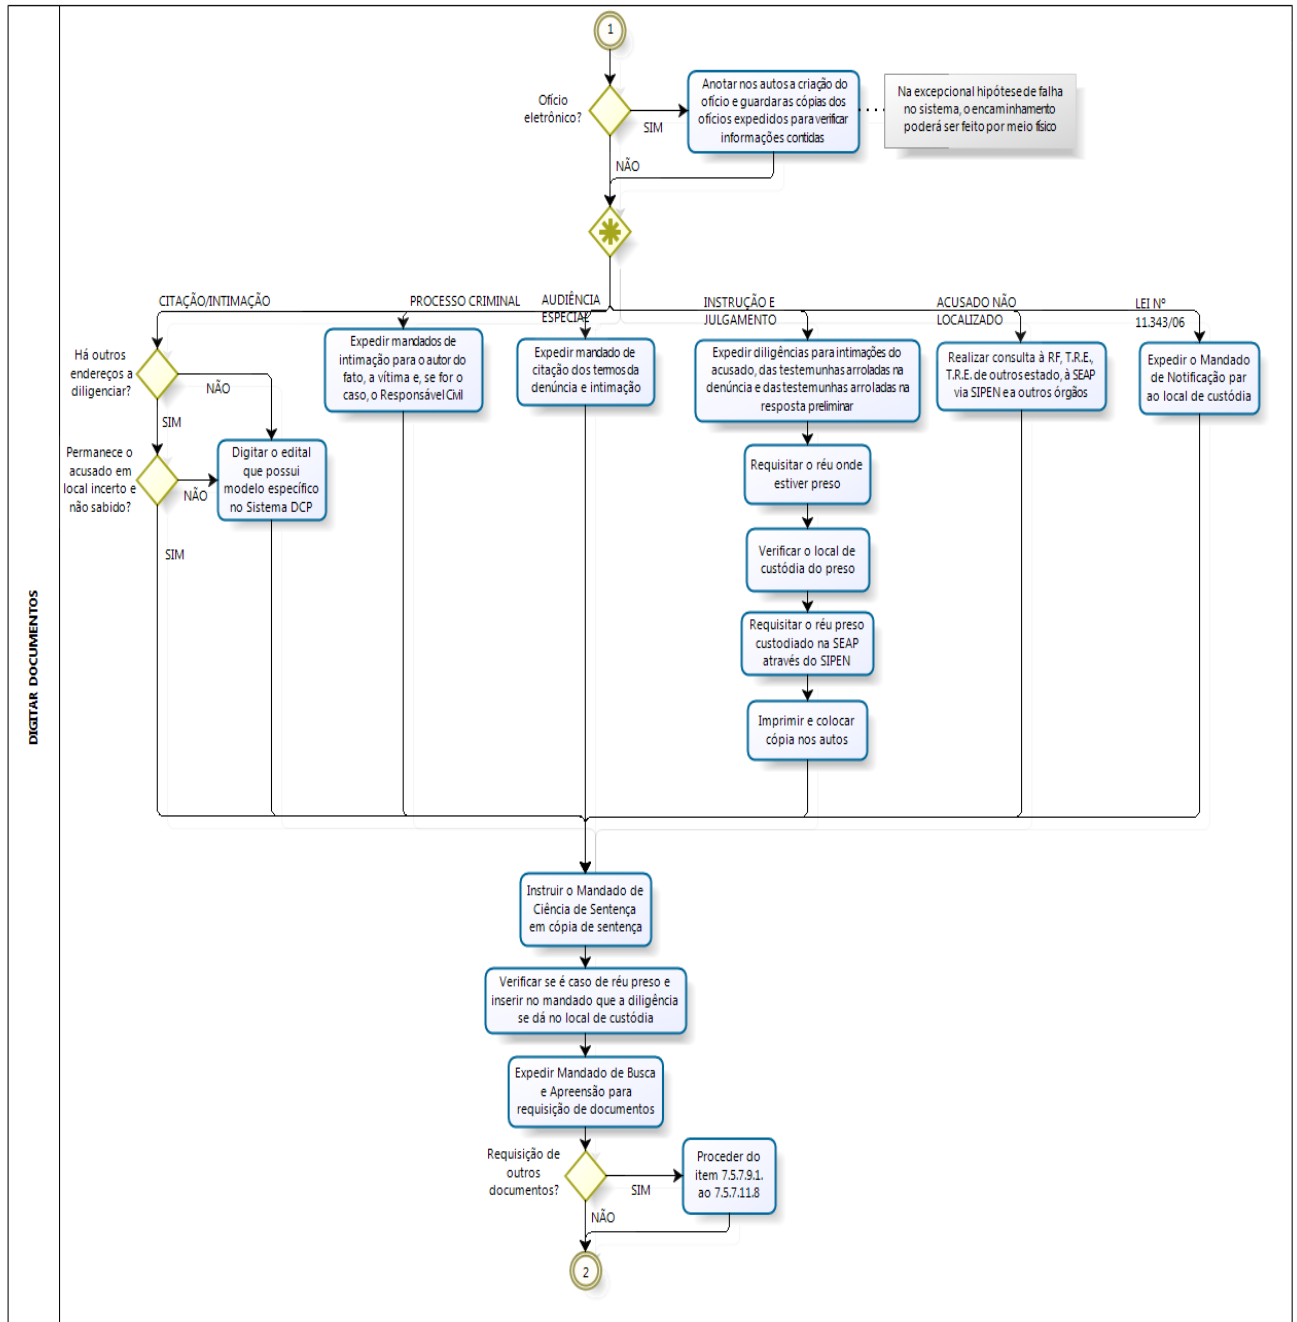 DIGITAR DOCUMENTOS
1
Ofício
eletrônico?
SIM
NÃO
Anotar nos autos a criação do
ofício e guardar as cópias dos
ofícios expedidos para verificar
informações contidas
Na excepcional hipótese de falha
no sistema, o encaminhamento
poderá ser feito por meio físico
CITAÇÃO/INTIMAÇÃO
PROCESSO CRIMINAL
AUDIÊNCIA
ESPECIAL
INSTRUÇÃO E
JULGAMENTO
ACUSADO NÃO
LOCALIZADO
LEI Nº
11.343/06
Há outros
endereços a
diligenciar?
NÃO
SIM
Permanece o
acusado em
local incerto e
não sabido?
NÃO
SIM
Digitar o edital
que possui
modelo específico
no Sistema DCP
Expedir mandados de
intimação para o autor do
fato, a vítima e, se for o
caso, o Responsável Civil
Expedir mandado de
citação dos termos da
denúncia e intimação
Expedir diligências para intimações do
acusado, das testemunhas arroladas na
denúncia e das testemunhas arroladas na
resposta preliminar
Requisitar o réu onde
estiver preso
Verificar o local de
custódia do preso
Requisitar o réu preso
custodiado na SEAP
através do SIPEN
Imprimir e colocar
cópia nos autos
Realizar consulta à RF, T.R.E.,
T.R.E. de outros estado, à SEAP
via SIPEN e a outros órgãos
Expedir o Mandado
de Notificação par
ao local de custódia
Instruir o Mandado de
Ciência de Sentença
em cópia de sentença
Verificar se é caso de réu preso e
inserir no mandado que a diligência
se dá no local de custódia
Expedir Mandado de Busca
e Apreensão para
requisição de documentos
Requisição de
outros
documentos?
SIM
NÃO
Proceder do
item 7.5.7.9.1.
ao 7.5.7.11.8
2